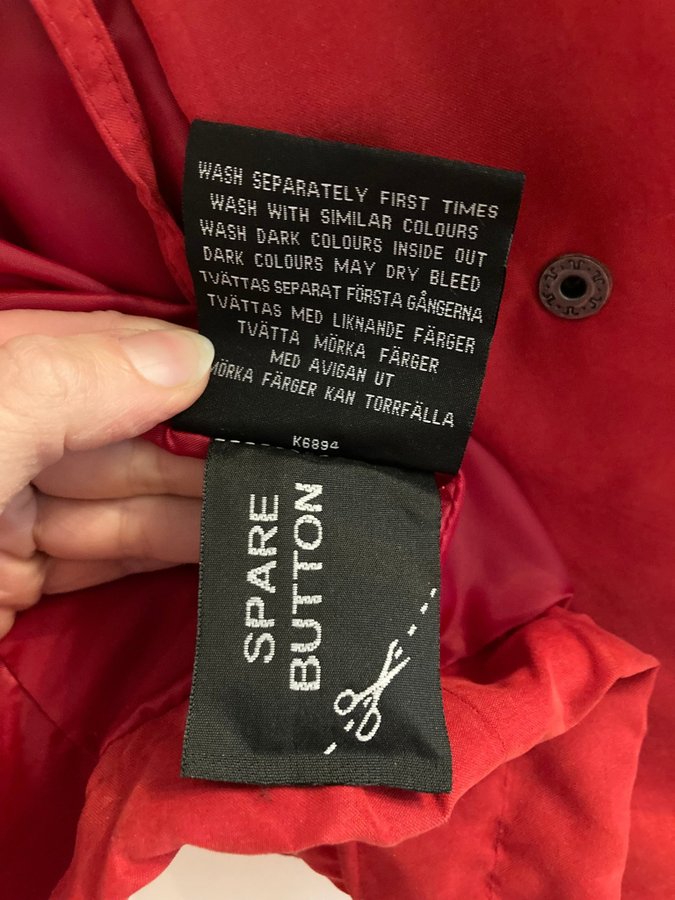 WASH SEPARATELY FIRST TIMES
WASH WITH SIMILAR COLOURS
WASH DARK COLOURS INSIDE OUT
DARK COLOURS MAY DRY BLEED
TVÄTTAS SEPARAT FÖRSTA GÅNGERNA
TVÄTTAS MED LIKNANDE FÄRGER
TVÄTTA MÖRKA FÄRGER
MED AVIGAN UT
MÖRKA FÄRGER KAN TORRFÄLLA
K6894
SPARE
BUTTON